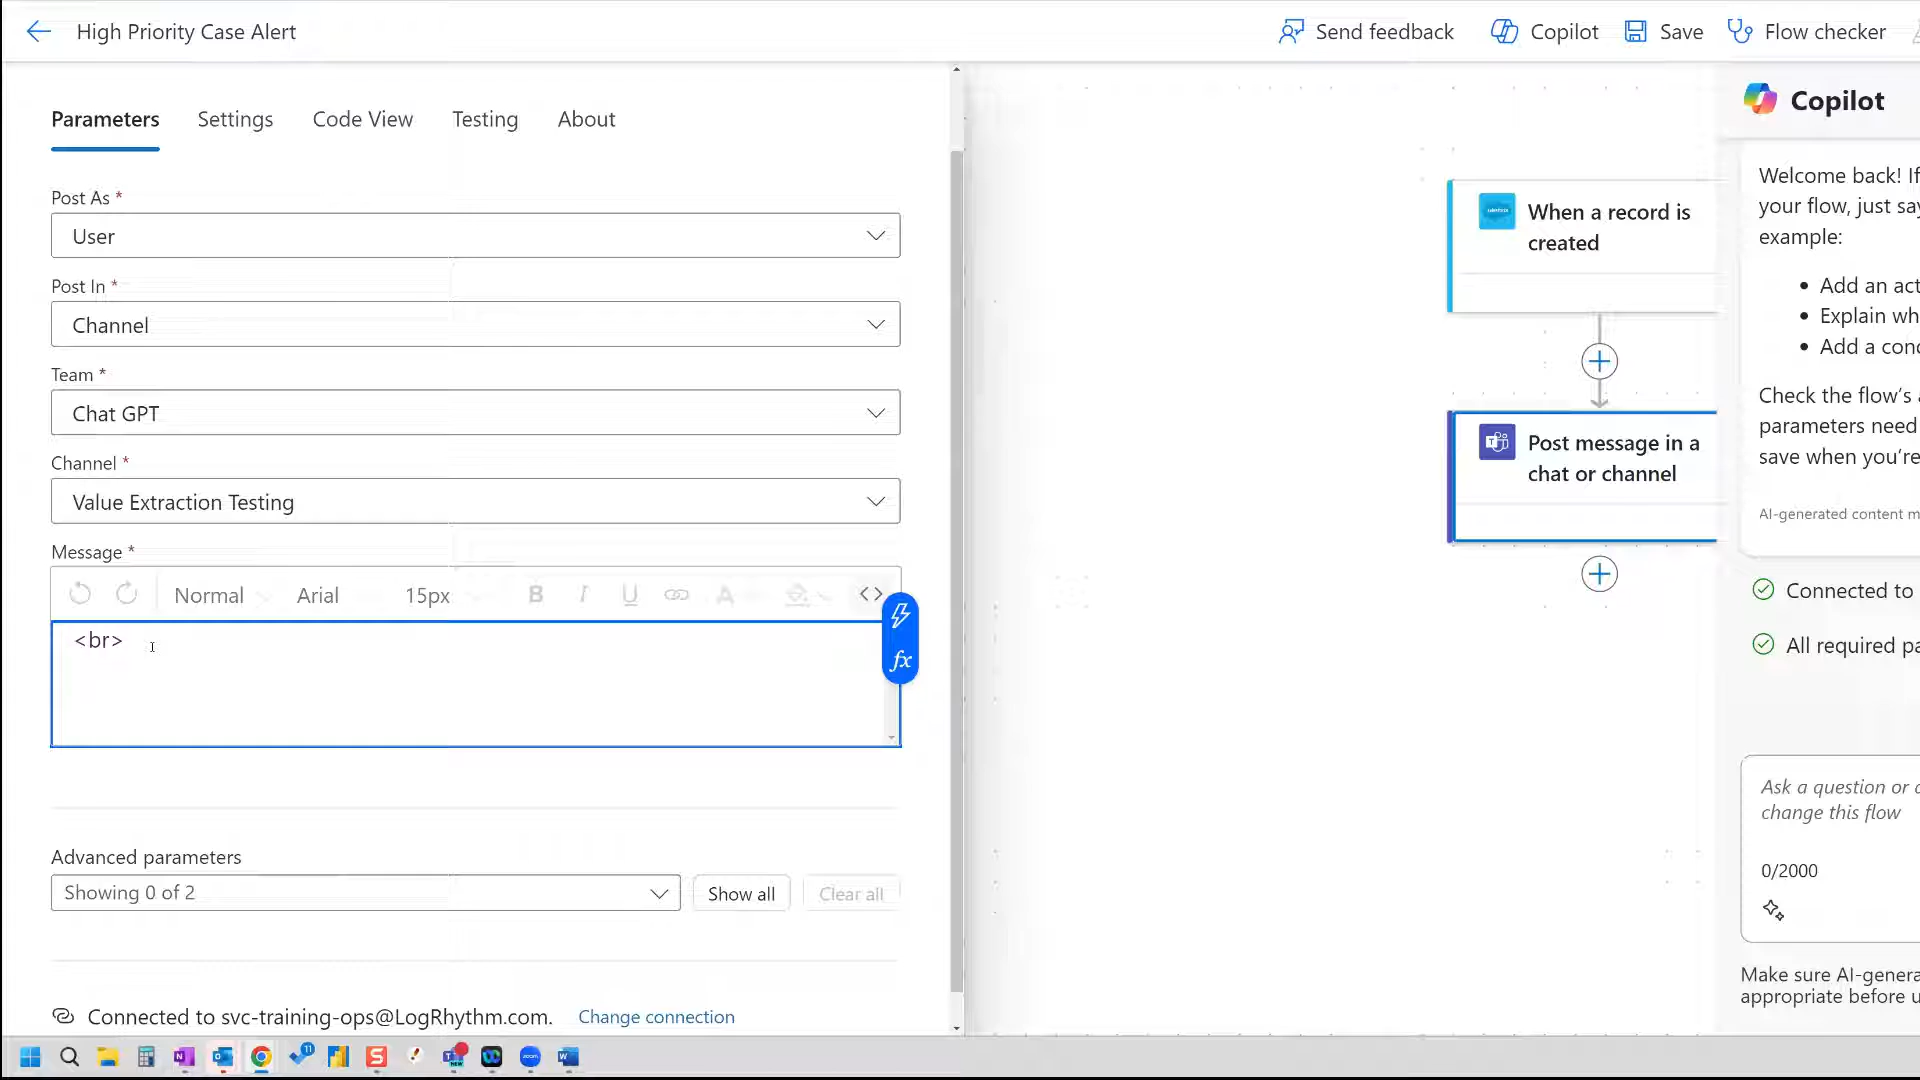 High Priority Case Alert
Send feedback
Copilot
Save
Flow checker
Parameters
Settings
Code View
Testing
About
Post As *
User
Post In *
Channel
Team *
Chat GPT
Channel *
Value Extraction Testing
Message *
Normal
Arial
15px
B
I
U
A
<>
<br>
fx
Advanced parameters
Showing 0 of 2
Show all
Clear all
Connected to svc-training-ops@LogRhythm.com.
Change connection
When a record is
created
Post message in a
chat or channel
Copilot
Welcome back! If
your flow, just say
example:
Add an act
Explain wh
Add a cond
Check the flow's a
parameters need
save when you're
AI-generated content m
Connected to
All required pa
Ask a question or
change this flow
0/2000
Make sure AI-genera
appropriate before u
11